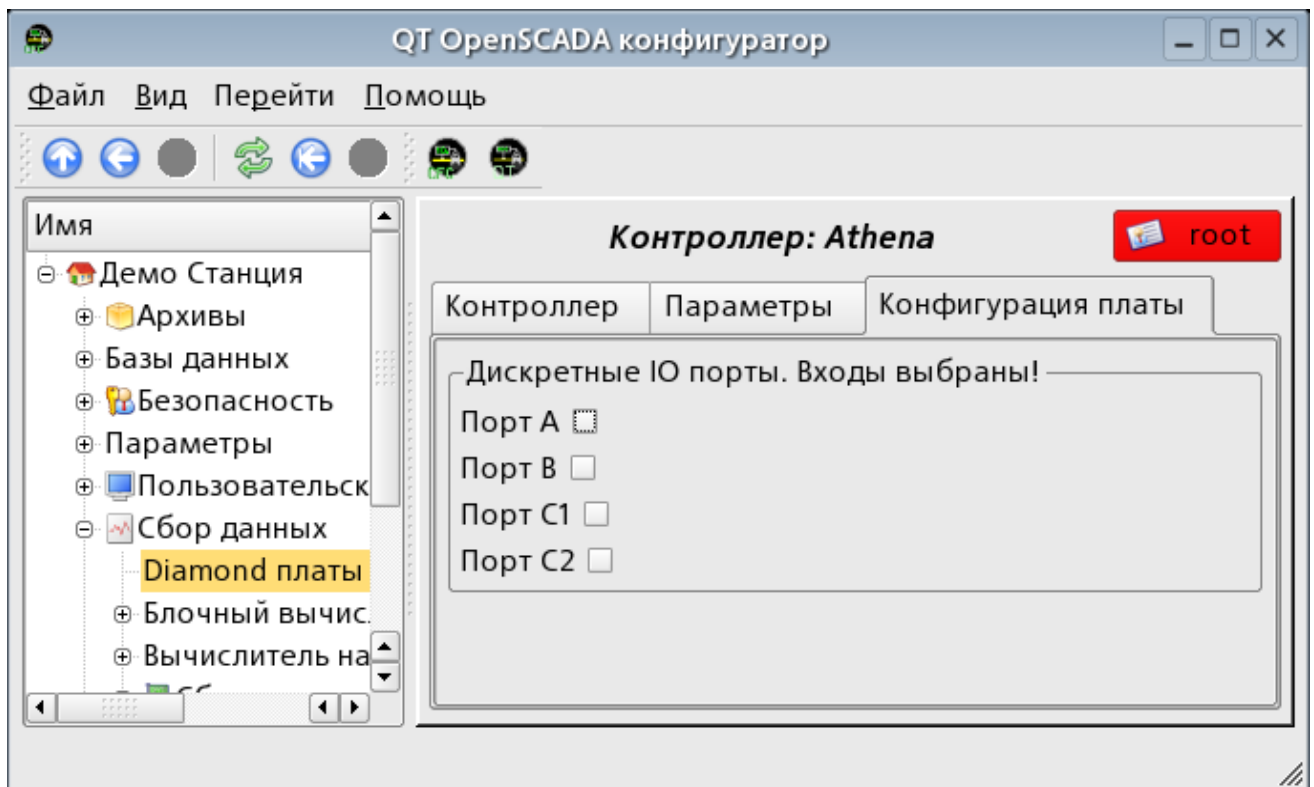 QT OpenSCADA конфигуратор
Файл Вид Перейти Помощь
Имя
Демо Станция
Архивы
Базы данных
Безопасность
Параметры
Пользовательск
Сбор данных
Diamond платы
Блочный вычис
Вычислитель на
Контроллер: Athena
root
Контроллер Параметры Конфигурация платы
Дискретные IO порты. Входы выбраны!
Порт A
Порт B
Порт C1
Порт C2